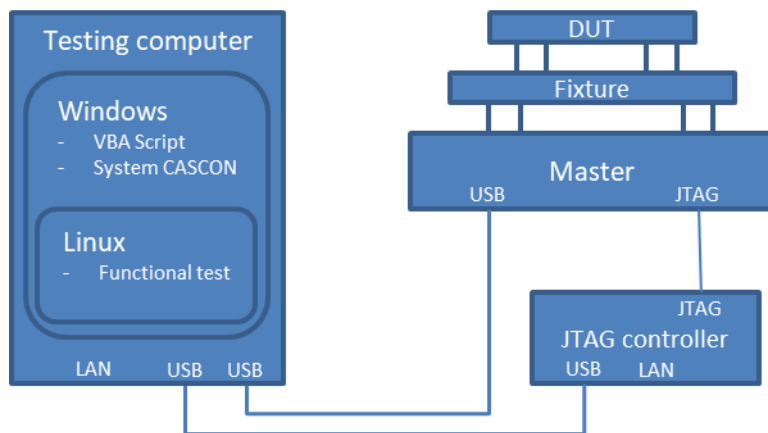 Testing computer
Windows
- VBA Script
- System CASCON
Linux
- Functional test
LAN USB USB
DUT
Fixture
Master
USB JTAG
JTAG
JTAG controller
USB LAN